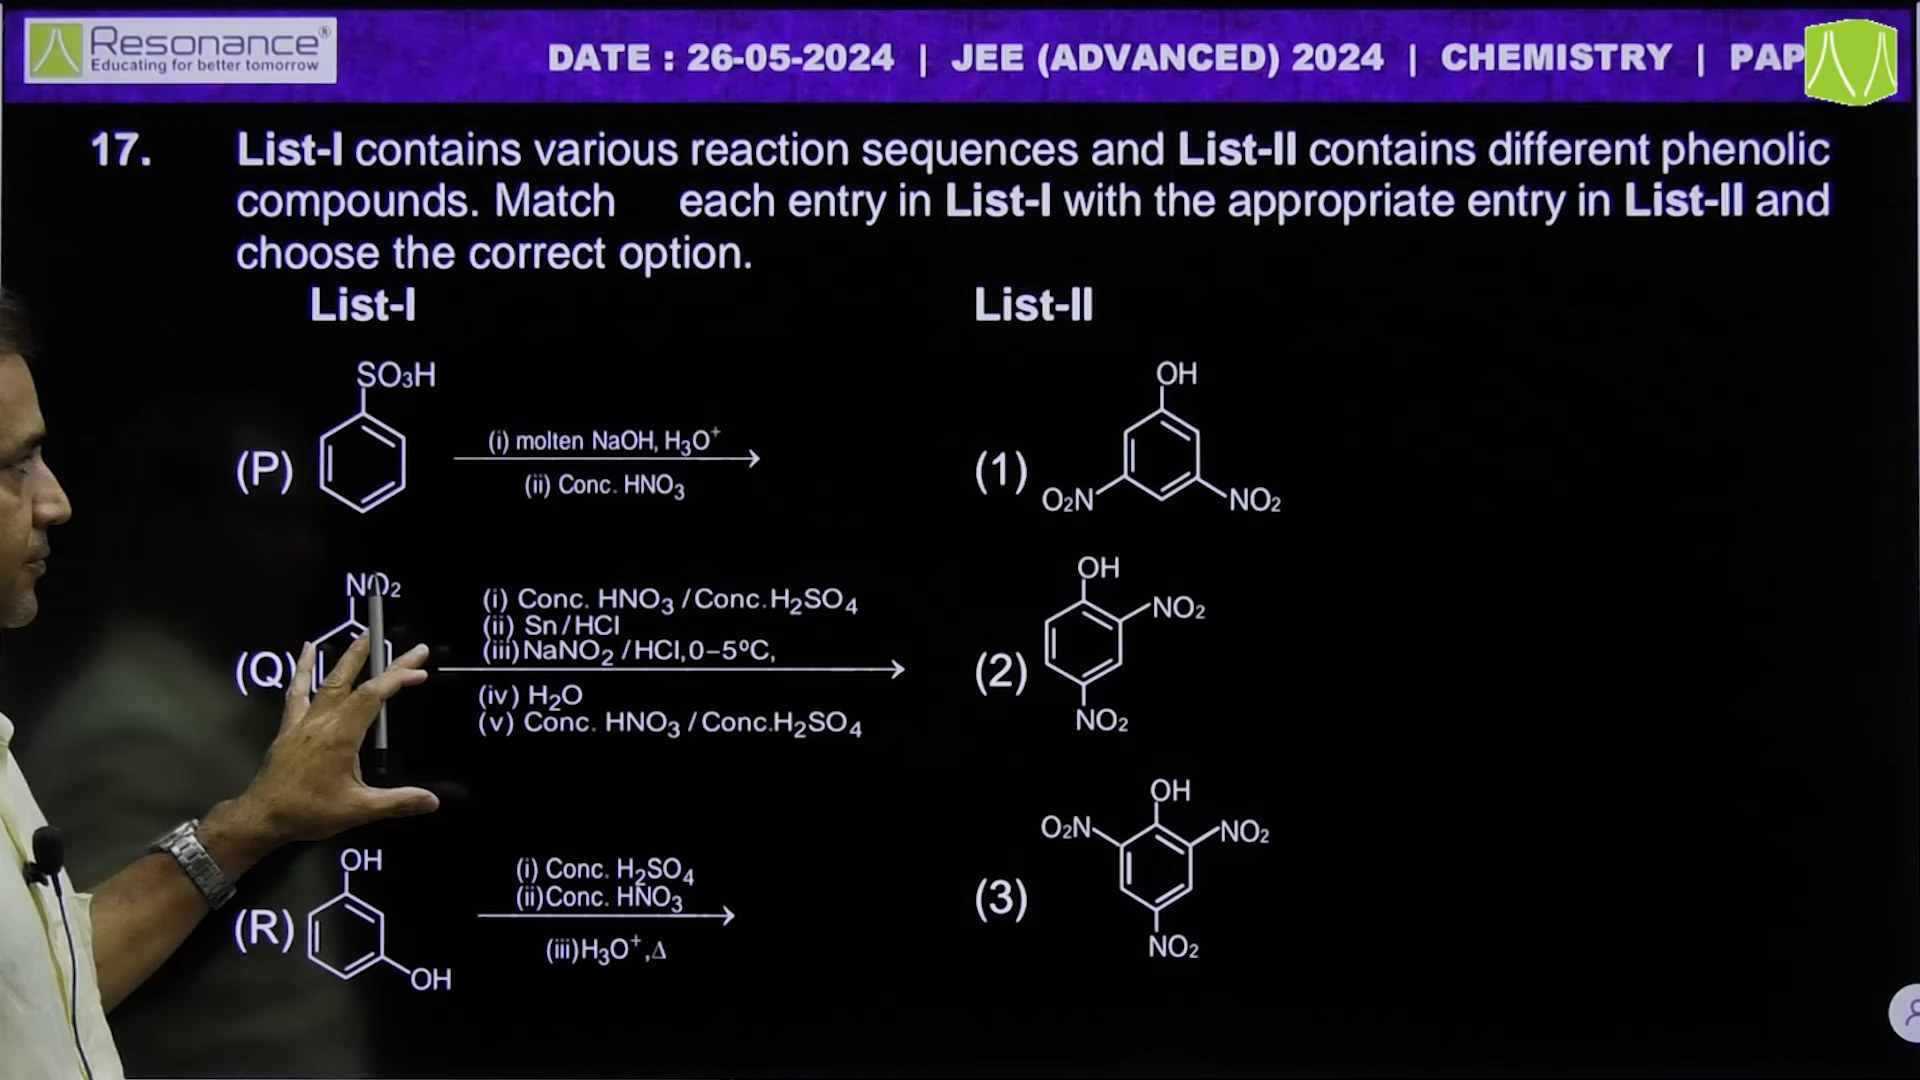 Resonance®
Educating for better tomorrow
DATE : 26-05-2024 | JEE (ADVANCED) 2024 | CHEMISTRY | PAP
17. List-I contains various reaction sequences and List-II contains different phenolic
compounds. Match each entry in List-I with the appropriate entry in List-II and
choose the correct option.
List-I List-II
(P) SO₃H
(i) molten NaOH, H₃O⁺
(ii) Conc. HNO₃
(1) OH
O₂N NO₂
(Q) NO₂
(i) Conc. HNO₃ / Conc.H₂SO₄
(ii) Sn/HCl
(iii) NaNO₂ /HCl,0–5ºC,
(iv) H₂O
(v) Conc. HNO₃ / Conc.H₂SO₄
(2) OH
NO₂
NO₂
(R) OH
OH
(i) Conc. H₂SO₄
(ii)Conc. HNO₃
(iii)H₃O⁺,Δ
(3) OH
O₂N NO₂
NO₂